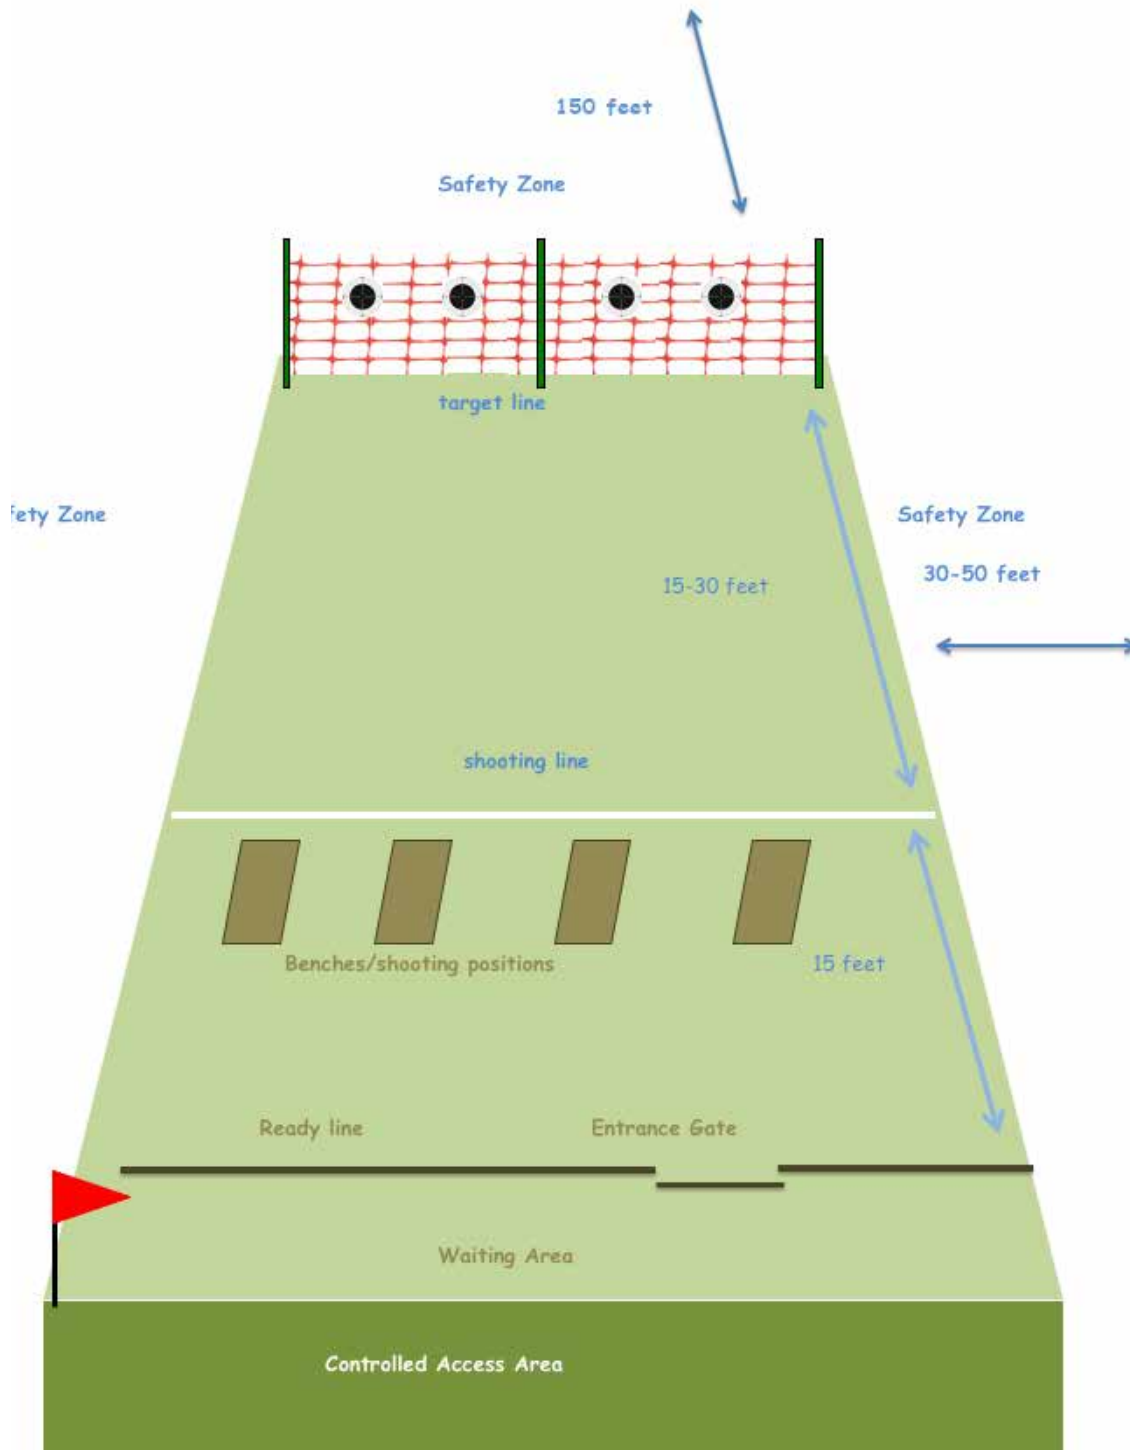 150 feet
Safety Zone
target line
fety Zone
Safety Zone
15-30 feet
30-50 feet
shooting line
Benches/shooting positions
15 feet
Ready line
Entrance Gate
Waiting Area
Controlled Access Area